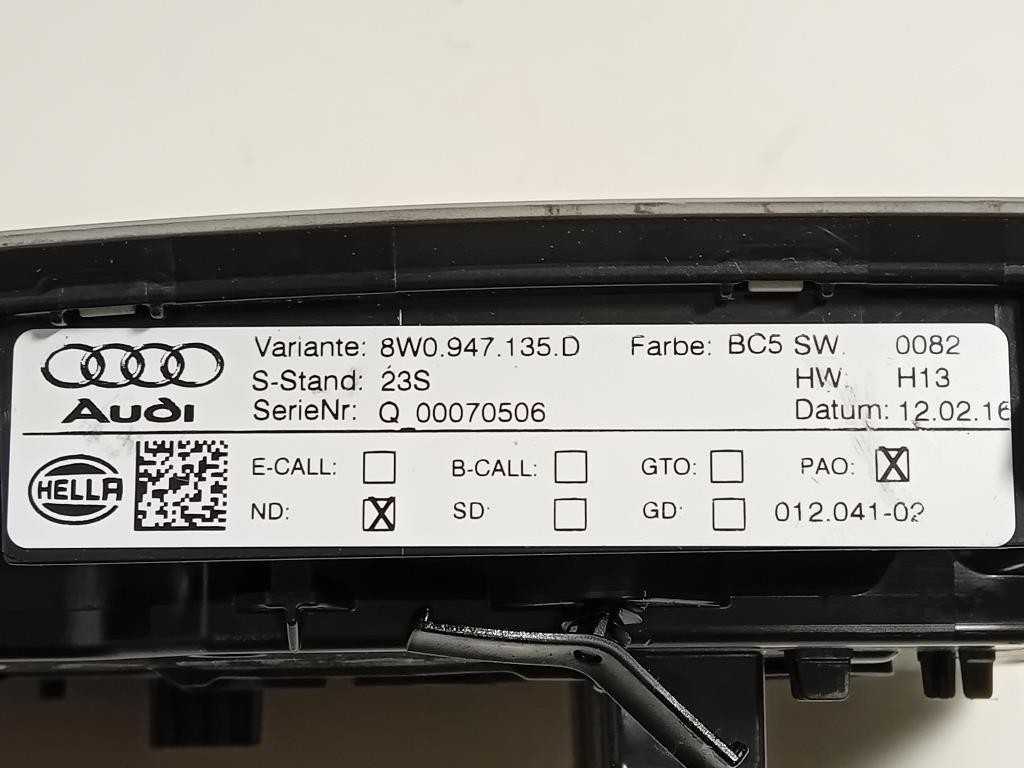 Variante: 8W0.947.135.D Farbe: BC5 SW. 0082
S-Stand: 23S HW: H13
Audi SerieNr: Q_00070506 Datum: 12.02.16
E-CALL: B-CALL: GTO: PAO: X
HELLA
ND: X SD: GD: 012.041-02